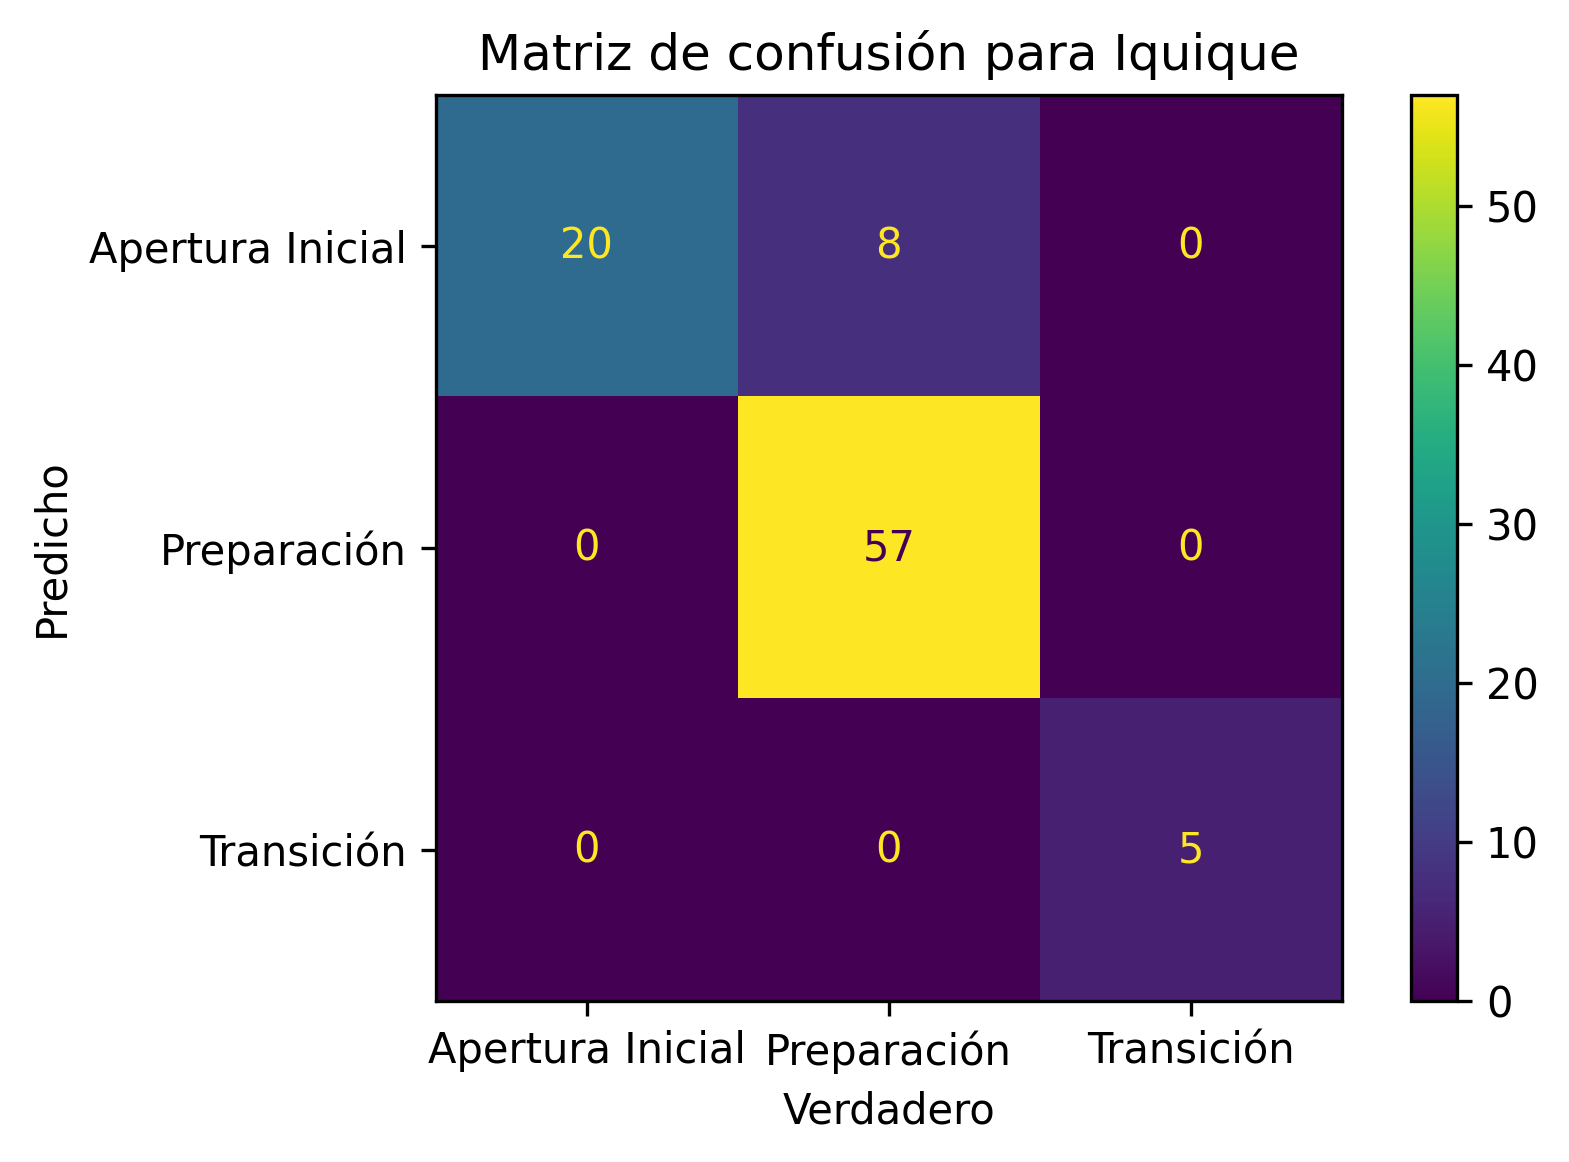 Matriz de confusión para Iquique
Predicho
Apertura Inicial 20 8 0
Preparación 0 57 0
Transición 0 0 5
Apertura Inicial Preparación Transición
Verdadero
50
40
30
20
10
0